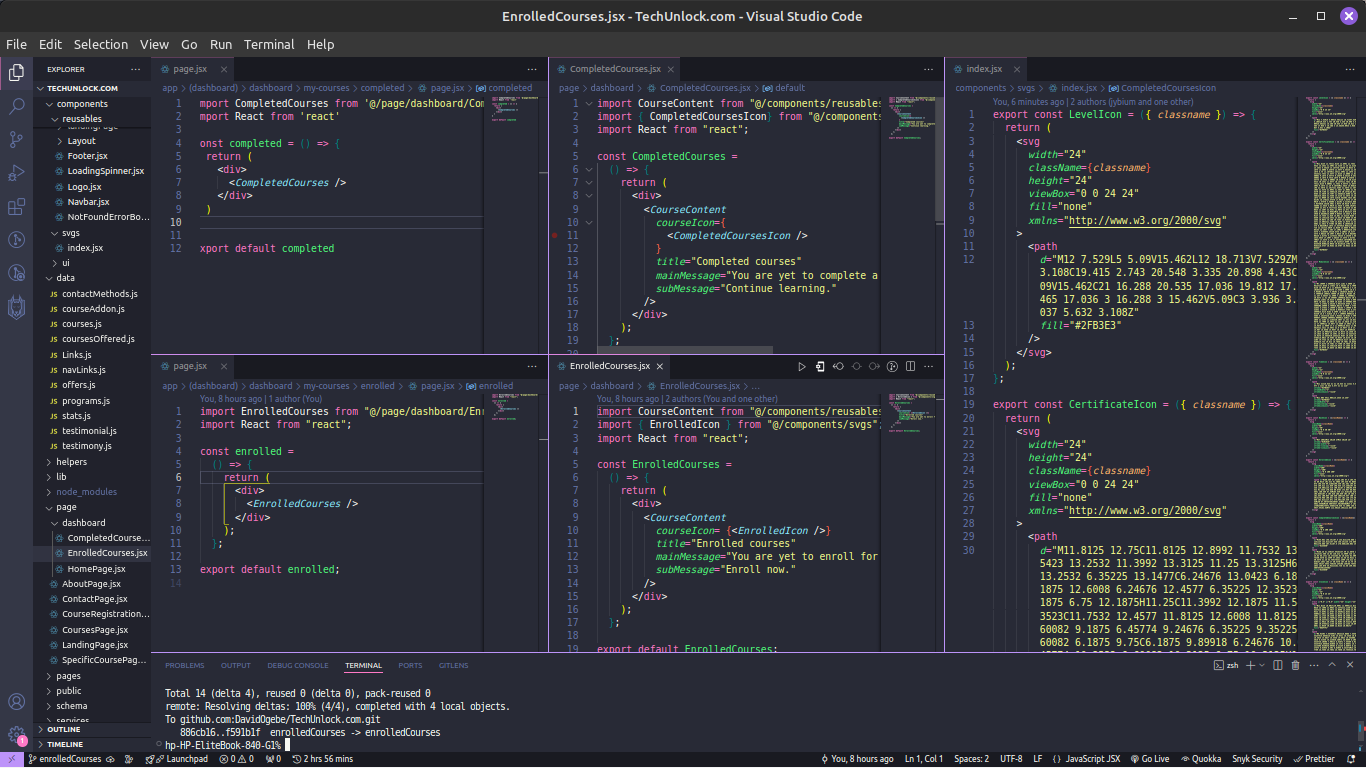 EnrolledCourses.jsx - TechUnlock.com - Visual Studio Code
File Edit Selection View Go Run Terminal Help
EXPLORER
TECHUNLOCK.COM
components
reusables
Layout
Footer.jsx
LoadingSpinner.jsx
Logo.jsx
Navbar.jsx
NotFoundErrorBo...
svgs
index.jsx
ui
data
contactMethods.js
courseAddon.js
courses.js
coursesOffered.js
Links.js
navLinks.js
offers.js
programs.js
stats.js
testimonial.js
testimony.js
helpers
lib
node_modules
page
dashboard
CompletedCourse...
EnrolledCourses.jsx
HomePage.jsx
AboutPage.jsx
ContactPage.jsx
CourseRegistration...
CoursesPage.jsx
LandingPage.jsx
SpecificCoursePag...
pages
public
schema
services
OUTLINE
TIMELINE
page.jsx
app > (dashboard) > dashboard > my-courses > completed > page.jsx > completed
1 mport CompletedCourses from '@/page/dashboard/Com
2 mport React from 'react'
3
4 onst completed = () => {
5 return (
6 <div>
7 <CompletedCourses />
8 </div>
9 )
10
11
12 xport default completed
CompletedCourses.jsx
page > dashboard > CompletedCourses.jsx > default
1 import CourseContent from "@/components/reusables
2 import { CompletedCoursesIcon} from "@/components
3 import React from "react";
4
5 const CompletedCourses =
6 () => {
7 return (
8 <div>
9 <CourseContent
10 courseIcon={
11 <CompletedCoursesIcon />
12 }
13 title="Completed courses"
14 mainMessage="You are yet to complete a
15 subMessage="Continue learning."
16 />
17 </div>
18 );
19 };
20
index.jsx
components > svgs > index.jsx > CompletedCoursesIcon
You, 6 minutes ago | 2 authors (jybium and one other)
1 export const LevelIcon = ({ classname }) => {
2 return (
3 <svg
4 width="24"
5 className={classname}
6 height="24"
7 viewBox="0 0 24 24"
8 fill="none"
9 xmlns="http://www.w3.org/2000/svg"
10 >
11 <path
12 d="M12 7.529L5 5.09V15.462L12 18.713V7.529ZM
3.108C19.415 2.743 20.548 3.335 20.898 4.43C
09V15.462C21 16.288 20.535 17.036 19.812 17.
465 17.036 3 16.288 3 15.462V5.09C3 3.936 3.
037 5.632 3.108Z"
13 fill="#2FB3E3"
14 />
15 </svg>
16 );
17 };
18
19 export const CertificateIcon = ({ classname }) => {
20 return (
21 <svg
22 width="24"
23 height="24"
24 className={classname}
25 viewBox="0 0 24 24"
26 fill="none"
27 xmlns="http://www.w3.org/2000/svg"
28 >
29 <path
30 d="M11.8125 12.75C11.8125 12.8992 11.7532 13
5423 13.2532 11.3992 13.3125 11.25 13.3125H6
13.2532 6.35225 13.1477C6.24676 13.0423 6.18
1875 12.6008 6.24676 12.4577 6.35225 12.3523
1875 6.75 12.1875H11.25C11.3992 12.1875 11.5
3523C11.7532 12.4577 11.8125 12.6008 11.8125
60082 9.1875 6.45774 9.24676 6.35225 9.35225
60082 9.1875 9.75C6.1875 9.89918 6.24676 10.
page.jsx
app > (dashboard) > dashboard > my-courses > enrolled > page.jsx > enrolled
You, 8 hours ago | 1 author (You)
1 import EnrolledCourses from "@/page/dashboard/Enr
2 import React from "react";
3
4 const enrolled =
5 () => {
6 return (
7 <div>
8 <EnrolledCourses />
9 </div>
10 );
11 };
12
13 export default enrolled;
14
EnrolledCourses.jsx
page > dashboard > EnrolledCourses.jsx > ...
You, 8 hours ago | 2 authors (You and one other)
1 import CourseContent from "@/components/reusables
2 import { EnrolledIcon } from "@/components/svgs"
3 import React from "react";
4
5 const EnrolledCourses =
6 () => {
7 return (
8 <div>
9 <CourseContent
10 courseIcon= {<EnrolledIcon />}
11 title="Enrolled courses"
12 mainMessage="You are yet to enroll for
13 subMessage="Enroll now."
14 />
15 </div>
16 );
17 };
18
19 export default EnrolledCourses;
PROBLEMS OUTPUT DEBUG CONSOLE TERMINAL PORTS GITLENS
zsh
Total 14 (delta 4), reused 0 (delta 0), pack-reused 0
remote: Resolving deltas: 100% (4/4), completed with 4 local objects.
To github.com:DavidOgebe/TechUnlock.com.git
886cb16..f591b1f enrolledCourses -> enrolledCourses
hp-HP-EliteBook-840-G1%
1
enrolledCourses Launchpad 0 0 0 2 hrs 56 mins You, 8 hours ago Ln 1, Col 1 Spaces: 2 UTF-8 LF {} JavaScript JSX Go Live Quokka Snyk Security Prettier